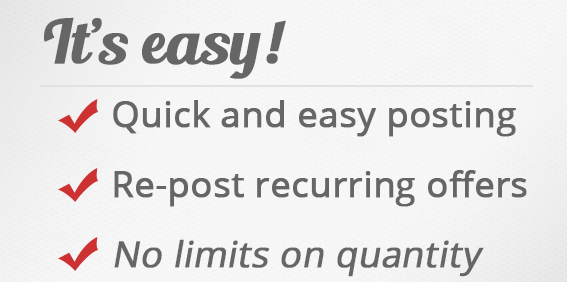 It's easy!
Quick and easy posting
Re-post recurring offers
No limits on quantity